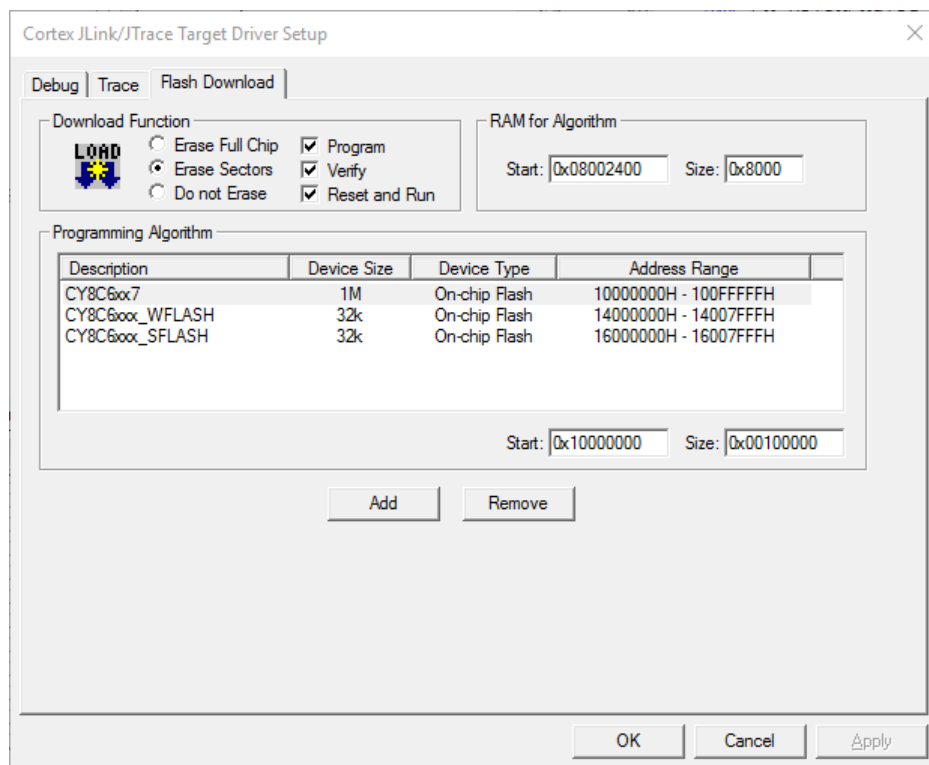 Cortex JLink/JTrace Target Driver Setup
Debug Trace Flash Download
Download Function
LOAD
Erase Full Chip
Erase Sectors
Do not Erase
Program
Verify
Reset and Run
RAM for Algorithm
Start: 0x08002400 Size: 0x8000
Programming Algorithm
Description Device Size Device Type Address Range
CY8C6xx7 1M On-chip Flash 10000000H - 100FFFFFH
CY8C6xxx_WFLASH 32k On-chip Flash 14000000H - 14007FFFH
CY8C6xxx_SFLASH 32k On-chip Flash 16000000H - 16007FFFH
Start: 0x10000000 Size: 0x00100000
Add Remove
OK Cancel Apply